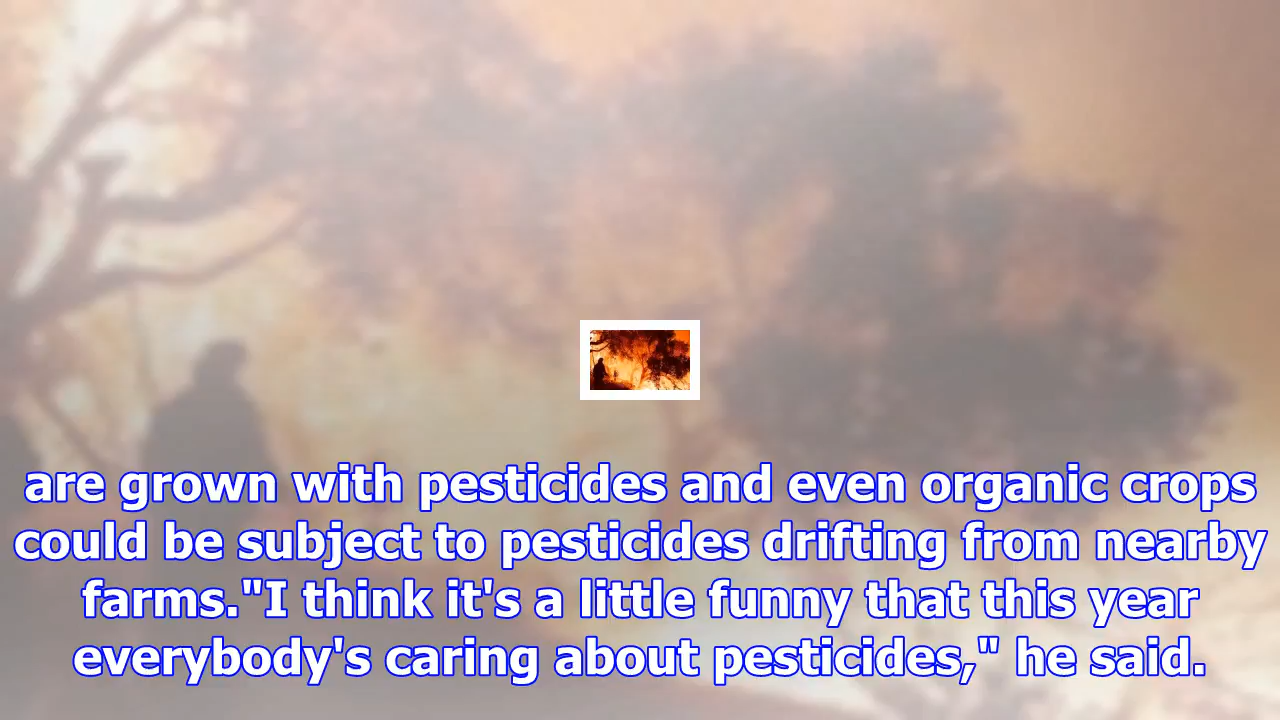 are grown with pesticides and even organic crops
could be subject to pesticides drifting from nearby
farms."I think it's a little funny that this year
everybody's caring about pesticides," he said.